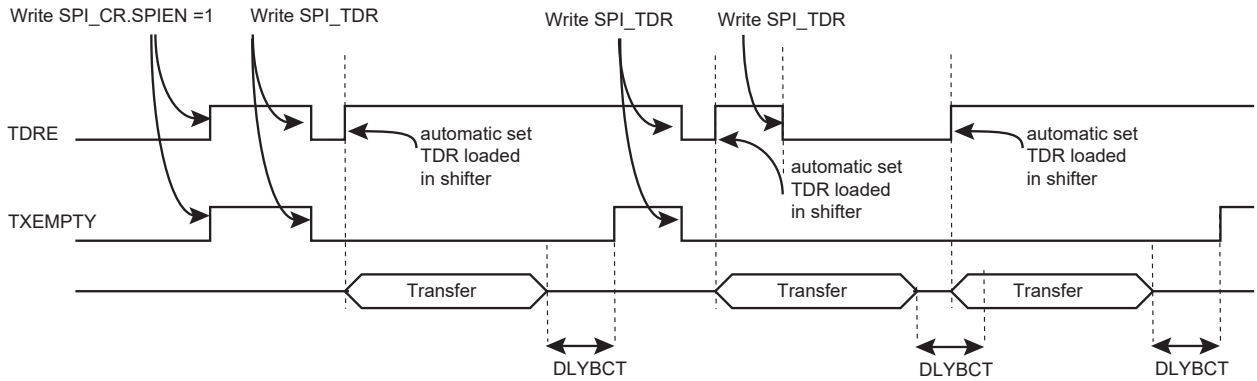 Write SPI_CR.SPIEN =1
Write SPI_TDR
Write SPI_TDR
Write SPI_TDR
TDRE
automatic set
TDR loaded
in shifter
automatic set
TDR loaded
in shifter
automatic set
TDR loaded
in shifter
TXEMPTY
Transfer
Transfer
Transfer
DLYBCT
DLYBCT
DLYBCT